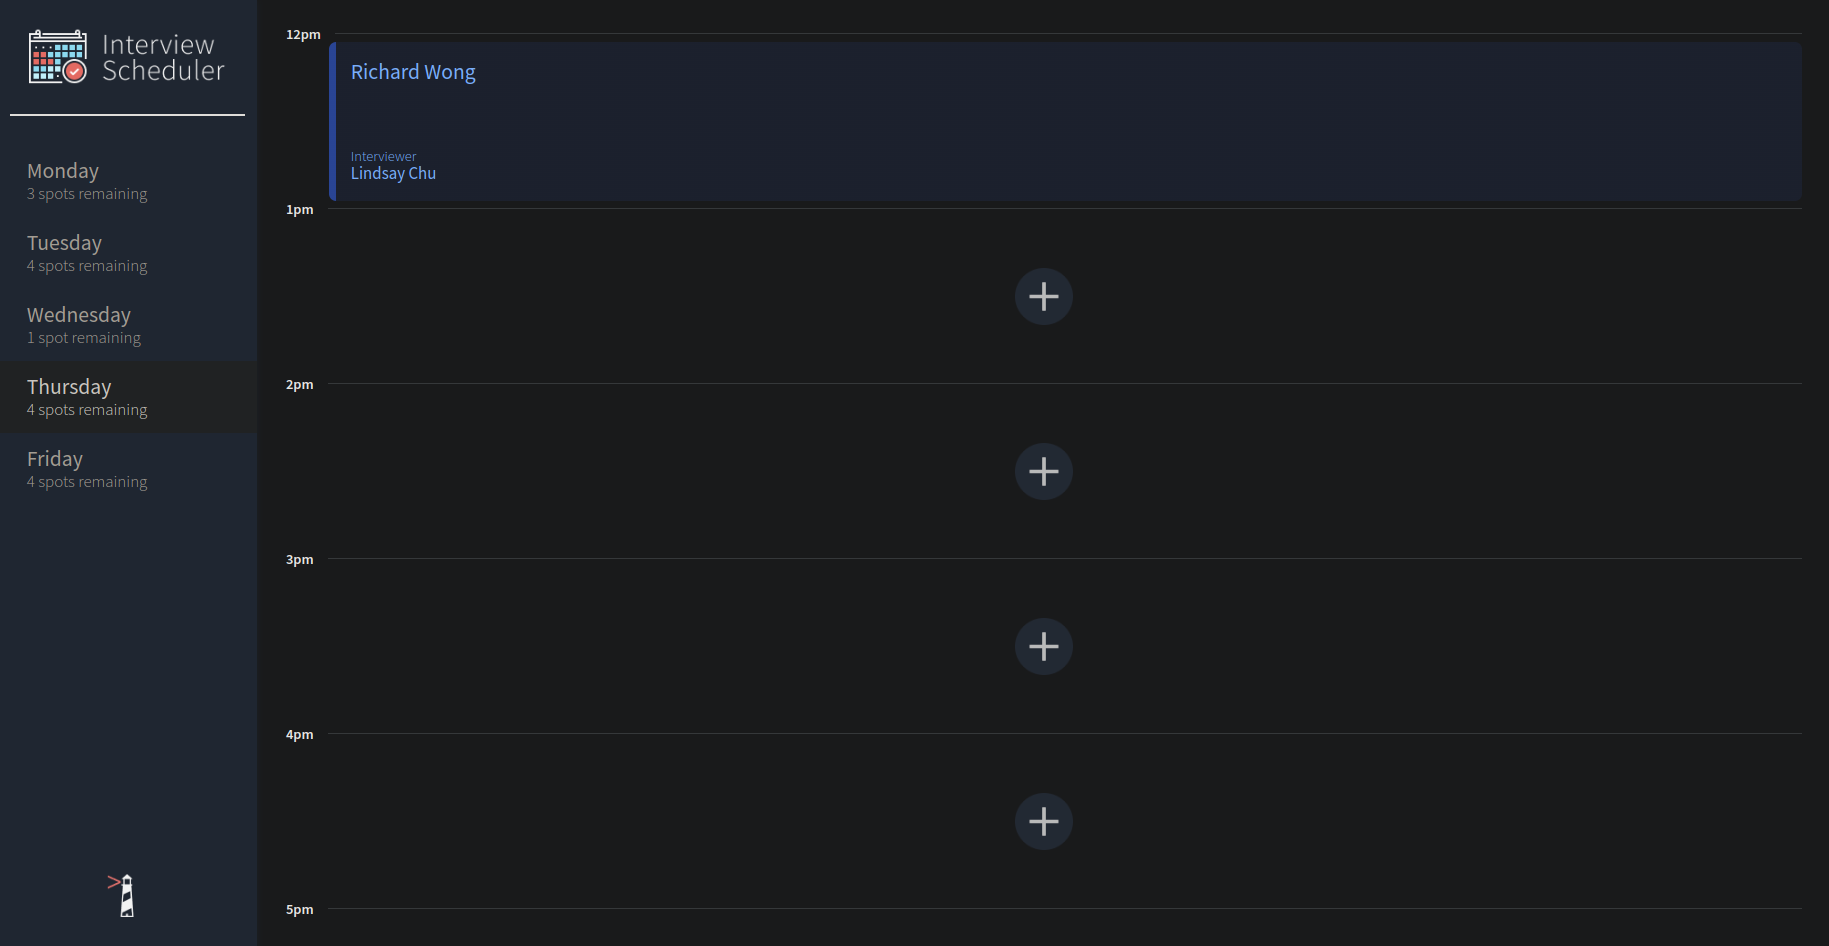 Interview
Scheduler
Monday
3 spots remaining
Tuesday
4 spots remaining
Wednesday
1 spot remaining
Thursday
4 spots remaining
Friday
4 spots remaining
12pm
Richard Wong
Interviewer
Lindsay Chu
1pm
2pm
3pm
4pm
5pm